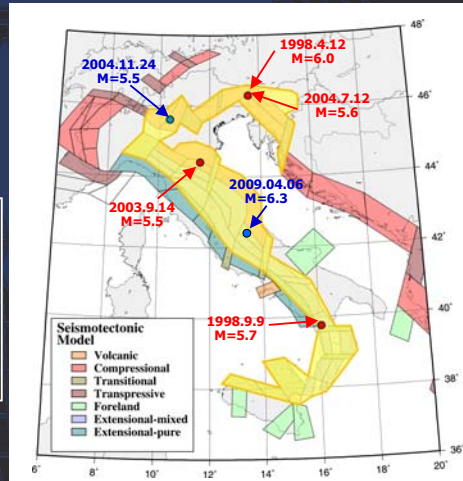 48˚
1998.4.12
M=6.0
2004.11.24
M=5.5
46˚
2004.7.12
M=5.6
44˚
2009.04.06
M=6.3
2003.9.14
M=5.5
42˚
40˚
1998.9.9
M=5.7
Seismotectonic
Model
Volcanic
Compressional
Transitional
Transpressive
Foreland
Extensional-mixed
Extensional-pure
38˚
36˚
6˚ 8˚ 10˚ 12˚ 14˚ 16˚ 18˚ 20˚